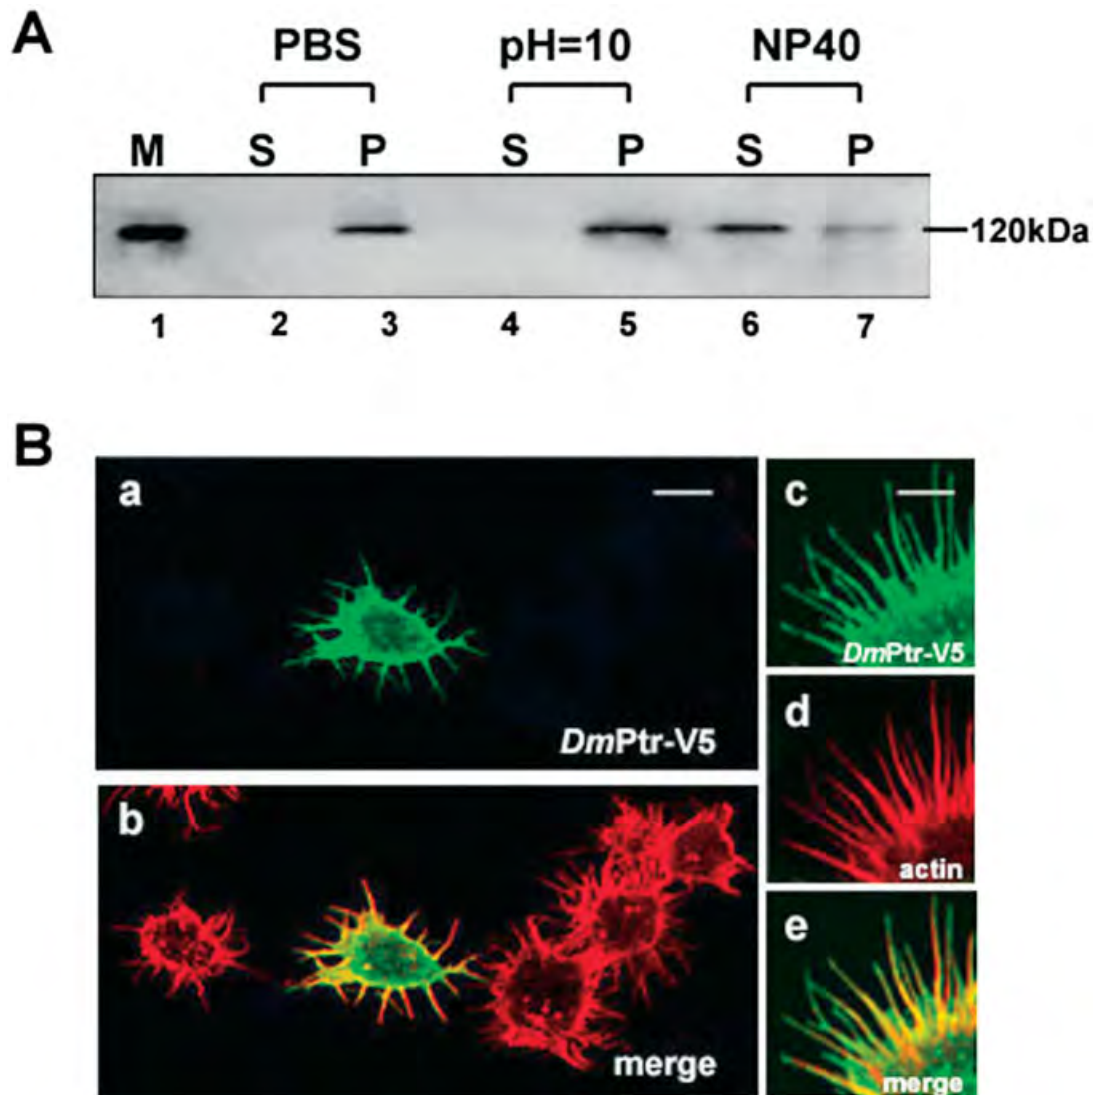 A
PBS pH=10 NP40
M S P S P S P
120kDa
1 2 3 4 5 6 7
B
a
DmPtr-V5
b
merge
c
DmPtr-V5
d
actin
e
merge